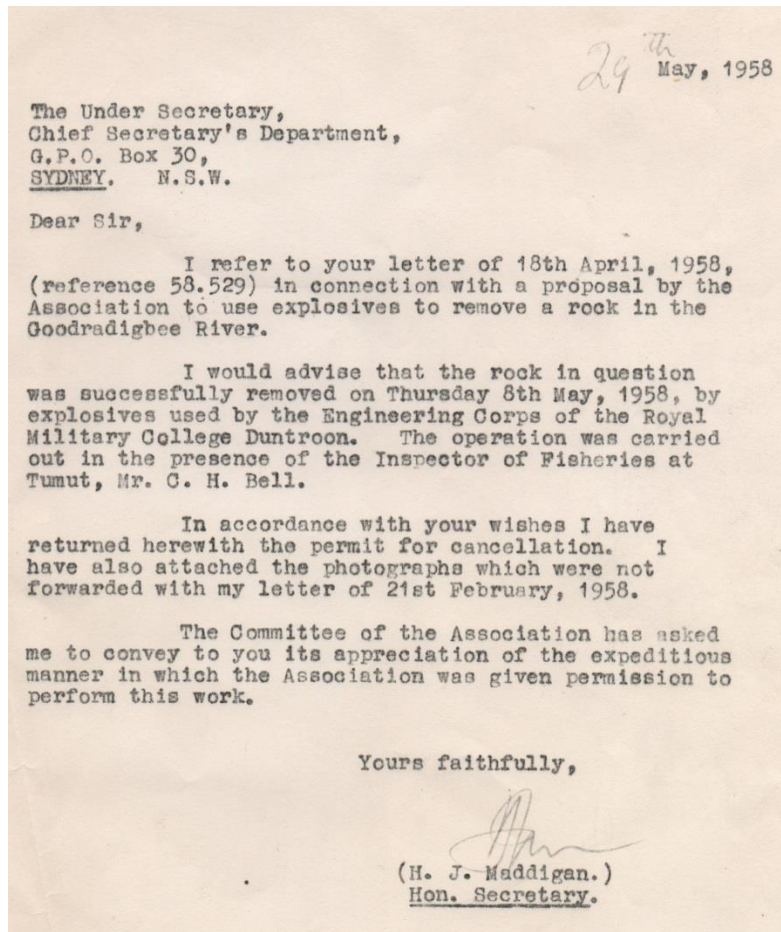 29th May, 1958
The Under Secretary,
Chief Secretary's Department,
G.P.O. Box 30,
SYDNEY. N.S.W.
Dear Sir,
I refer to your letter of 18th April, 1958,
(reference 58.529) in connection with a proposal by the
Association to use explosives to remove a rock in the
Goodradigbee River.
I would advise that the rock in question
was successfully removed on Thursday 8th May, 1958, by
explosives used by the Engineering Corps of the Royal
Military College Duntroon. The operation was carried
out in the presence of the Inspector of Fisheries at
Tumut, Mr. C. H. Bell.
In accordance with your wishes I have
returned herewith the permit for cancellation. I
have also attached the photographs which were not
forwarded with my letter of 21st February, 1958.
The Committee of the Association has asked
me to convey to you its appreciation of the expeditious
manner in which the Association was given permission to
perform this work.
Yours faithfully,
(H. J. Maddigan.)
Hon. Secretary.